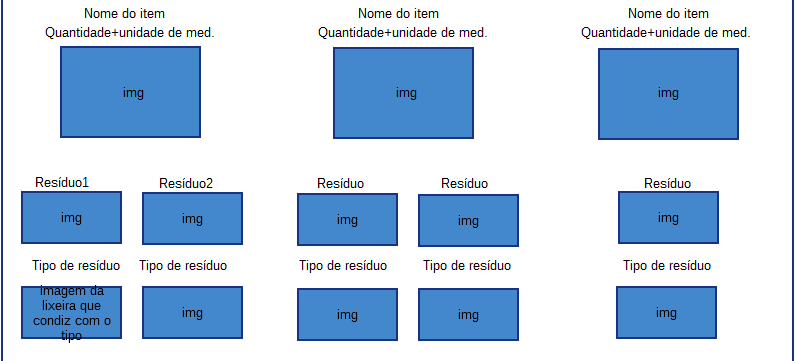 Nome do item
Quantidade+unidade de med.
img
Nome do item
Quantidade+unidade de med.
img
Nome do item
Quantidade+unidade de med.
img
Resíduo1
img
Resíduo2
img
Resíduo
img
Resíduo
img
Resíduo
img
Tipo de resíduo
Imagem da
lixeira que
condiz com o
tipo
Tipo de resíduo
img
Tipo de resíduo
img
Tipo de resíduo
img
Tipo de resíduo
img